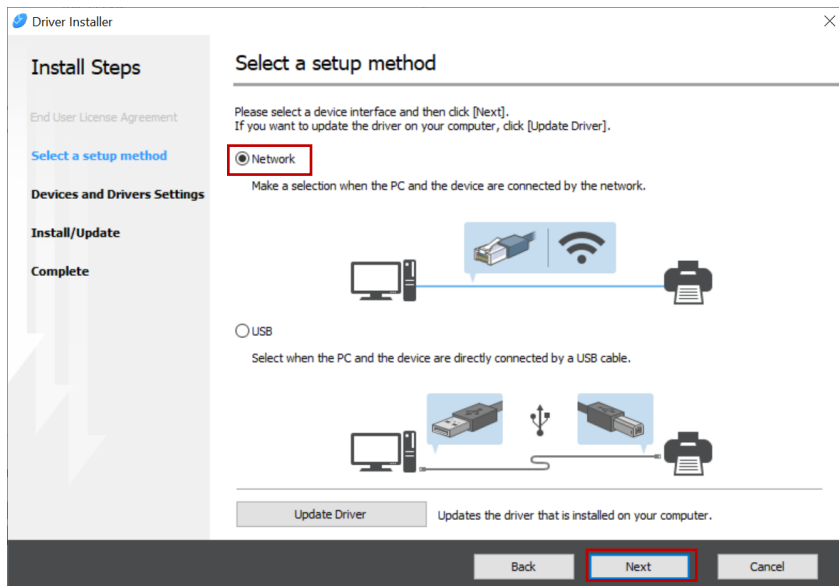 Driver Installer
Install Steps
End User License Agreement
Select a setup method
Devices and Drivers Settings
Install/Update
Complete
Select a setup method
Please select a device interface and then click [Next].
If you want to update the driver on your computer, click [Update Driver].
Network
Make a selection when the PC and the device are connected by the network.
USB
Select when the PC and the device are directly connected by a USB cable.
Update Driver
Updates the driver that is installed on your computer.
Back
Next
Cancel